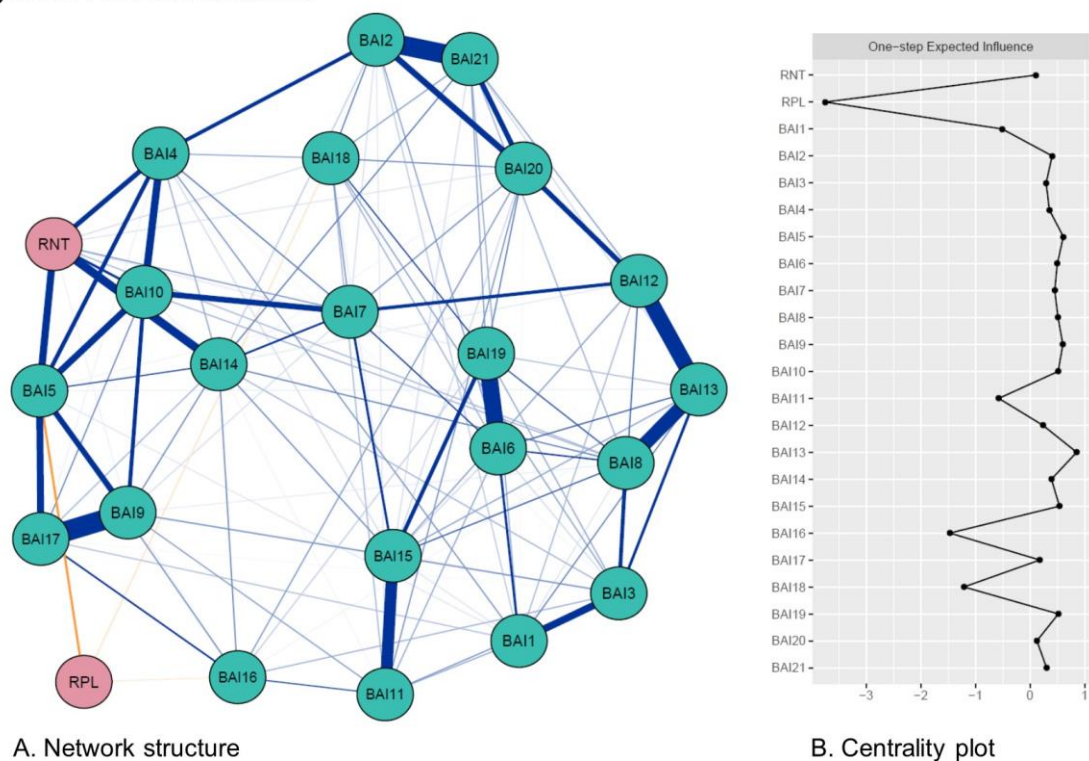 BAI2
BAI21
BAI4
BAI18
BAI20
RNT
BAI10
BAI7
BAI12
BAI14
BAI19
BAI5
BAI13
BAI6
BAI8
BAI9
BAI17
BAI15
BAI3
BAI1
RPL
BAI16
BAI11
A. Network structure
One-step Expected Influence
RNT
RPL
BAI1
BAI2
BAI3
BAI4
BAI5
BAI6
BAI7
BAI8
BAI9
BAI10
BAI11
BAI12
BAI13
BAI14
BAI15
BAI16
BAI17
BAI18
BAI19
BAI20
BAI21
-3 -2 -1 0 1
B. Centrality plot